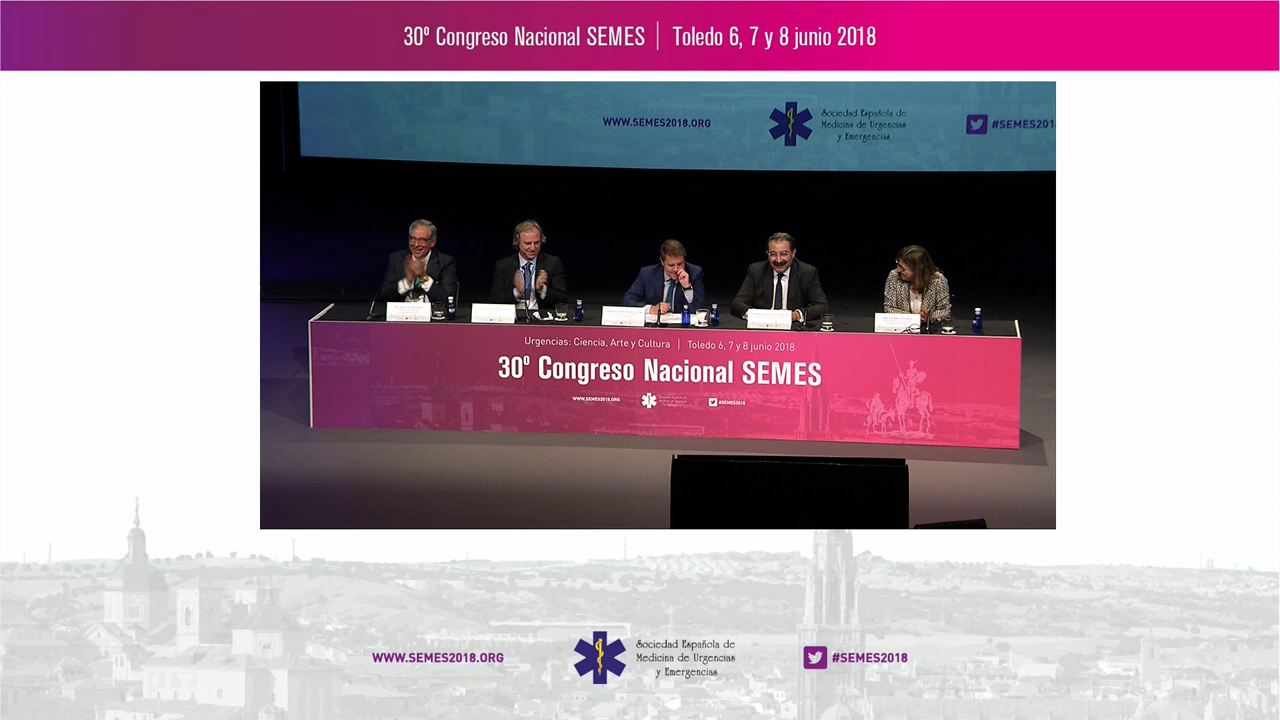 30º Congreso Nacional SEMES | Toledo 6, 7 y 8 junio 2018
WWW.SEMES2018.ORG
Sociedad Española de
Medicina de Urgencias
y Emergencias
#SEMES201
Urgencias: Ciencia, Arte y Cultura | Toledo 6, 7 y 8 junio 2018
30º Congreso Nacional SEMES
WWW.SEMES2018.ORG
#SEMES2018
WWW.SEMES2018.ORG
Sociedad Española de
Medicina de Urgencias
y Emergencias
#SEMES2018